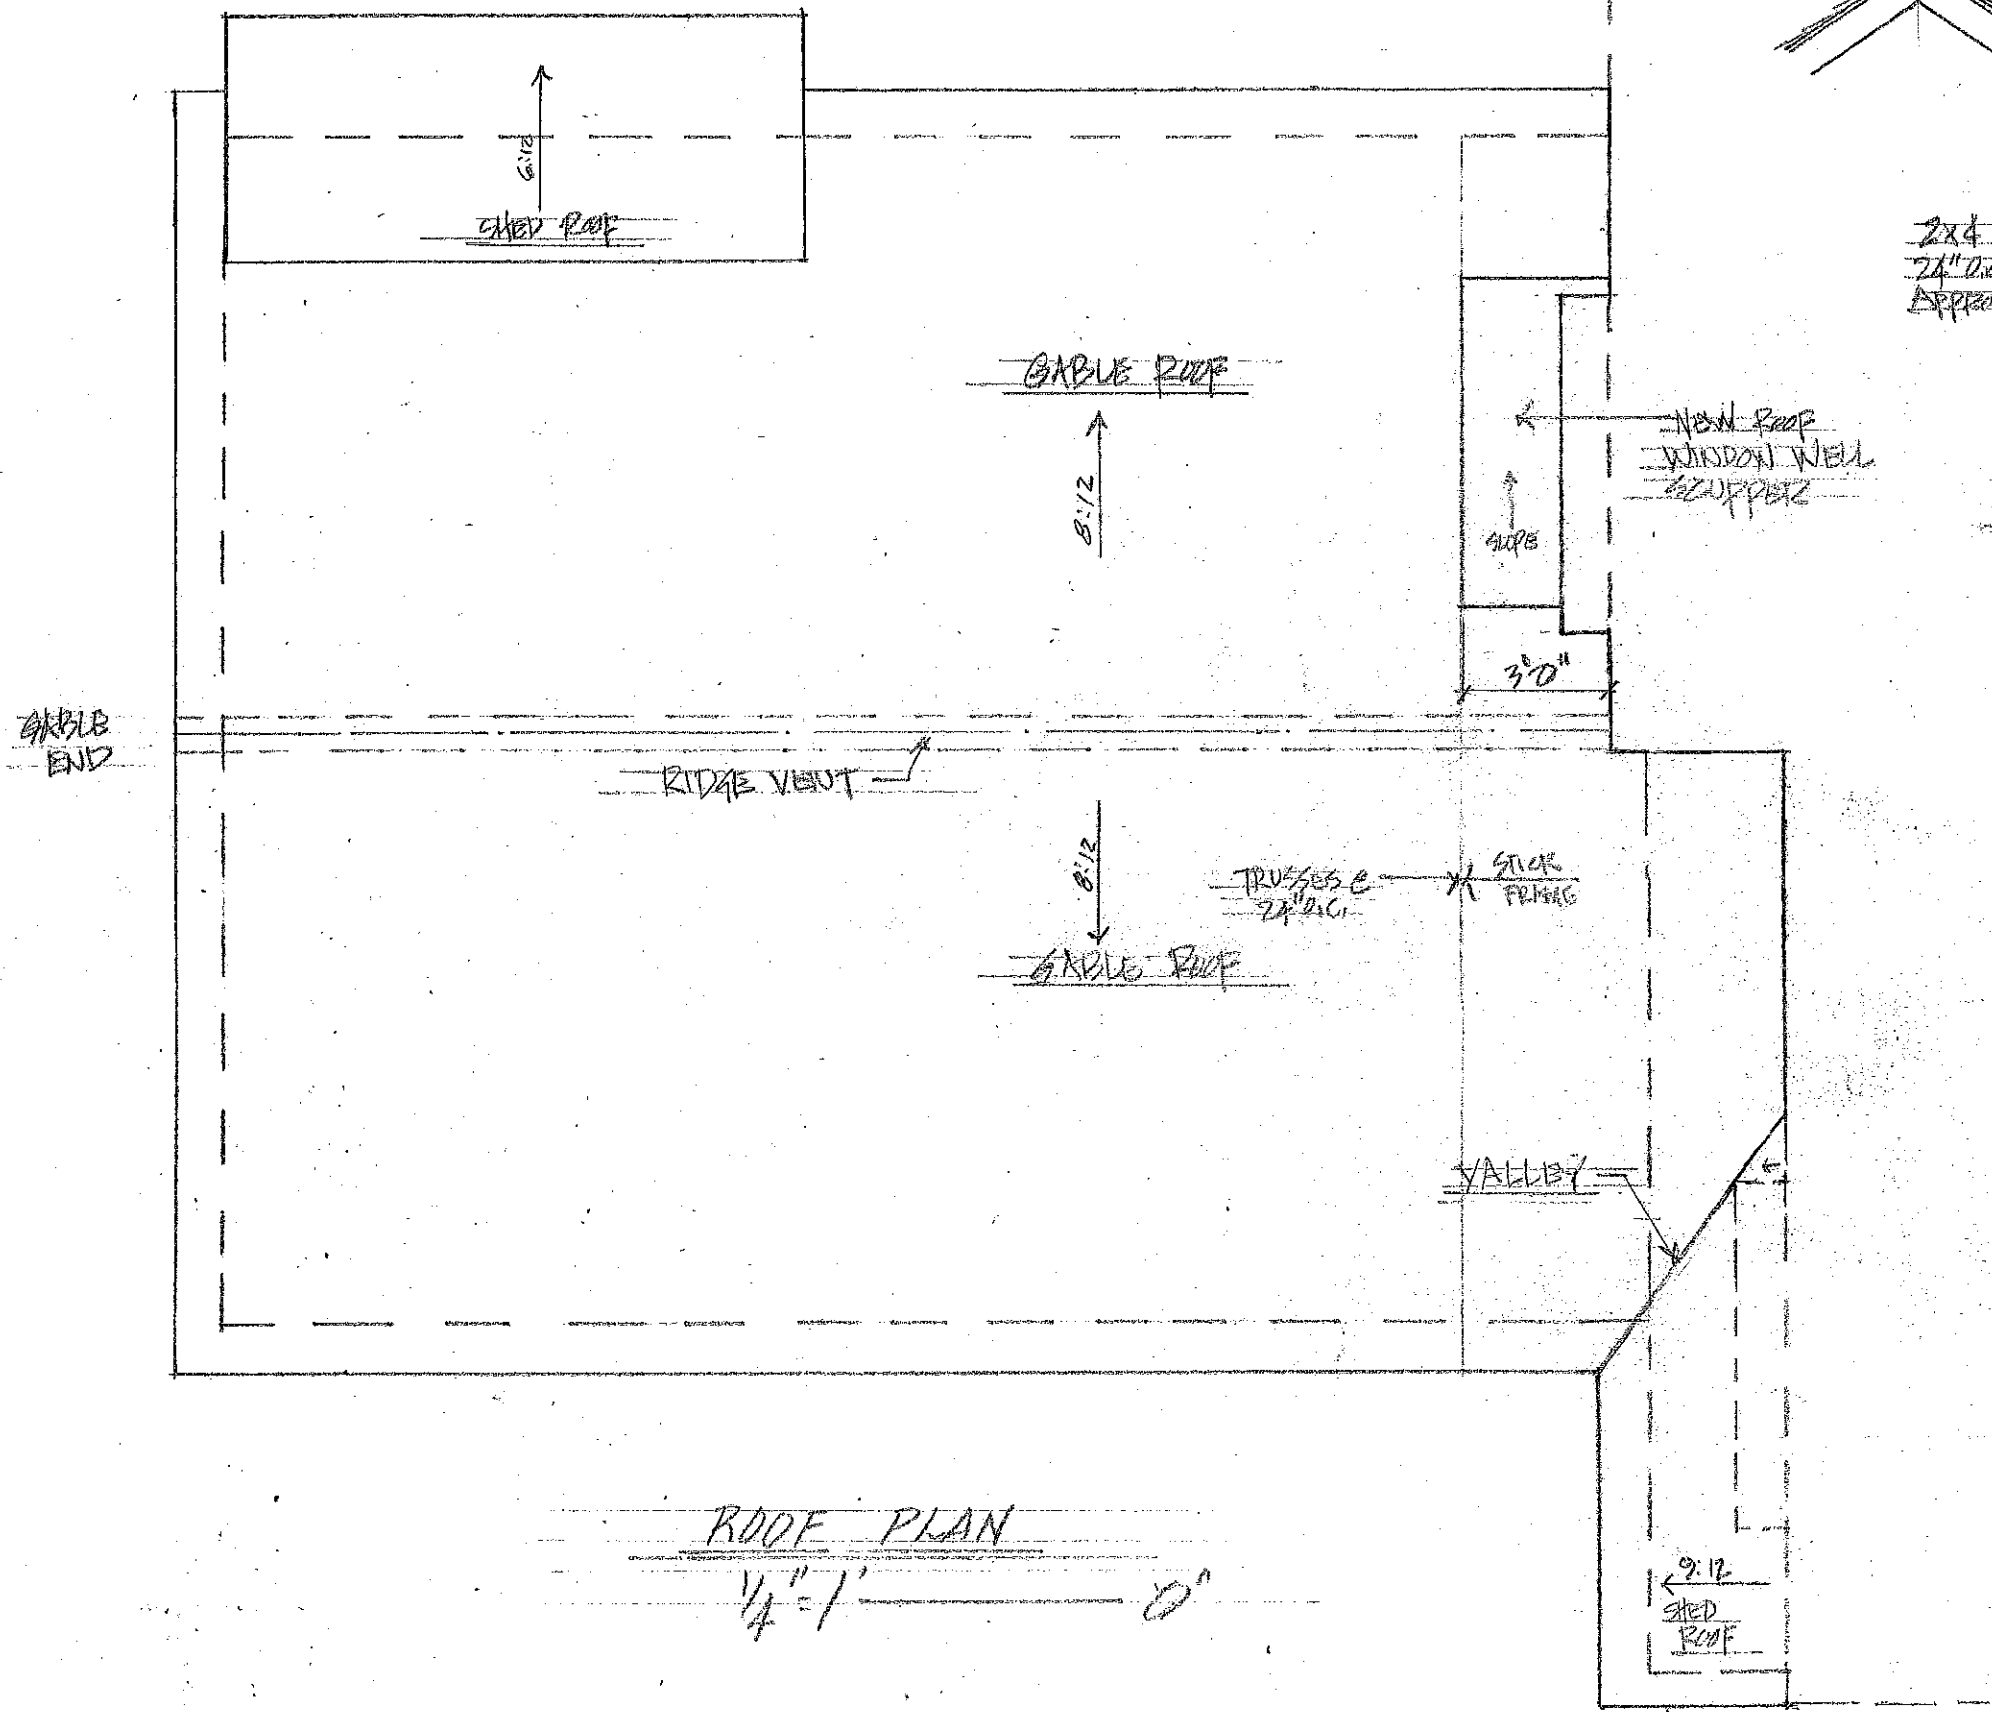 6:12
SHED ROOF
2x4
24" O.C
APPRO
GABLE ROOF
8:12
NEW ROOF
WINDOW WELL
SCUPPER
SLOPE
3'0"
GABLE
END
RIDGE VENT
8:12
TRUSSES @
24" O.C.
STICK
FRAME
GABLE ROOF
VALLEY
ROOF PLAN
1/4"=1'—0"
9:12
SHED
ROOF